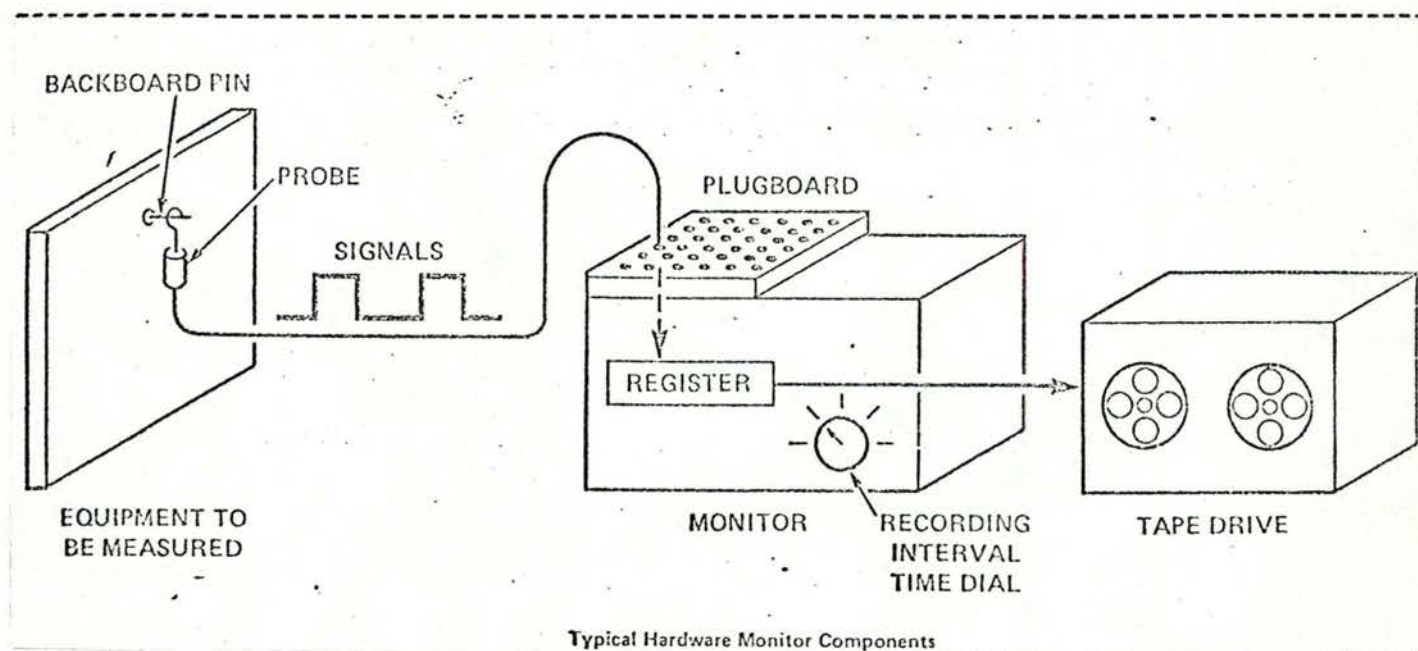 BACKBOARD PIN
PROBE
SIGNALS
PLUGBOARD
REGISTER
EQUIPMENT TO
BE MEASURED
MONITOR
RECORDING
INTERVAL
TIME DIAL
TAPE DRIVE
Typical Hardware Monitor Components